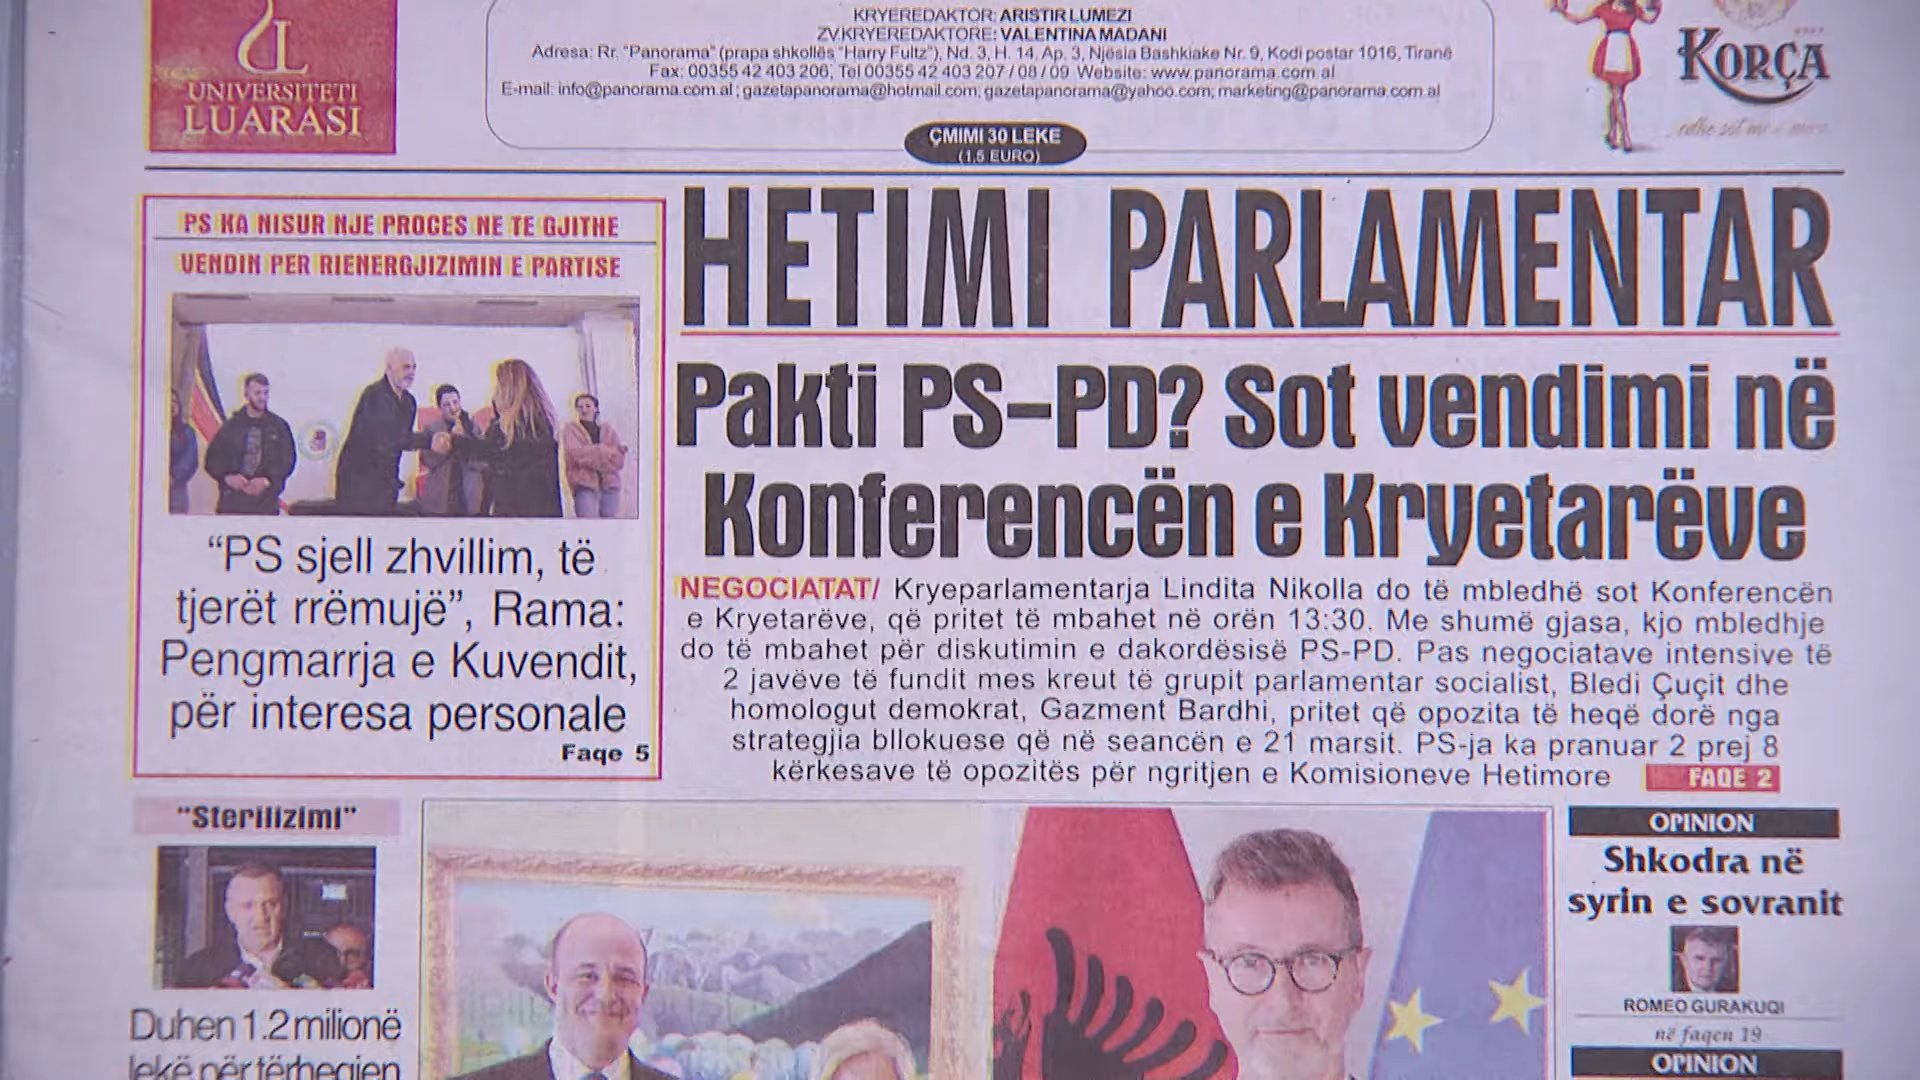 UNIVERSITETI
LUARASI
KRYEREDAKTOR: ARISTIR LUMEZI
ZV.KRYEREDAKTORE: VALENTINA MADANI
Adresa: Rr. "Panorama" (prapa shkollës "Harry Fultz"), Nd. 3, H. 14, Ap. 3, Njësia Bashkiake Nr. 9, Kodi postar 1016, Tiranë
Fax: 00355 42 403 206; Tel 00355 42 403 207 / 08 / 09 Website: www.panorama.com.al
E-mail: info@panorama.com.al; gazetapanorama@hotmail.com; gazetapanorama@yahoo.com; marketing@panorama.com.al
ÇMIMI 30 LEKE
(1,5 EURO)
KORÇA
PS KA NISUR NJE PROCES NE TE GJITHE
VENDIN PER RIENERGJIZIMIN E PARTISE
"PS sjell zhvillim, të
tjerët rrëmujë", Rama:
Pengmarrja e Kuvendit,
për interesa personale
Faqe 5
HETIMI PARLAMENTAR
Pakti PS-PD? Sot vendimi në
Konferencën e Kryetarëve
NEGOCIATAT/ Kryeparlamentarja Lindita Nikolla do të mbledhë sot Konferencën
e Kryetarëve, që pritet të mbahet në orën 13:30. Me shumë gjasa, kjo mbledhje
do të mbahet për diskutimin e dakordësisë PS-PD. Pas negociatave intensive të
2 javëve të fundit mes kreut të grupit parlamentar socialist, Bledi Çuçit dhe
homologut demokrat, Gazment Bardhi, pritet që opozita të heqë dorë nga
strategjia bllokuese që në seancën e 21 marsit. PS-ja ka pranuar 2 prej 8
kërkesave të opozitës për ngritjen e Komisioneve Hetimore
FAQE 2
"Sterilizimi"
Duhen 1.2 milionë
lekë për tërheqjen
OPINION
Shkodra në
syrin e sovranit
ROMEO GURAKUQI
në faqen 19
OPINION